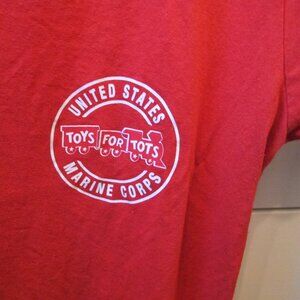 UNITED STATES
TOYS FOR TOTS
MARINE CORPS